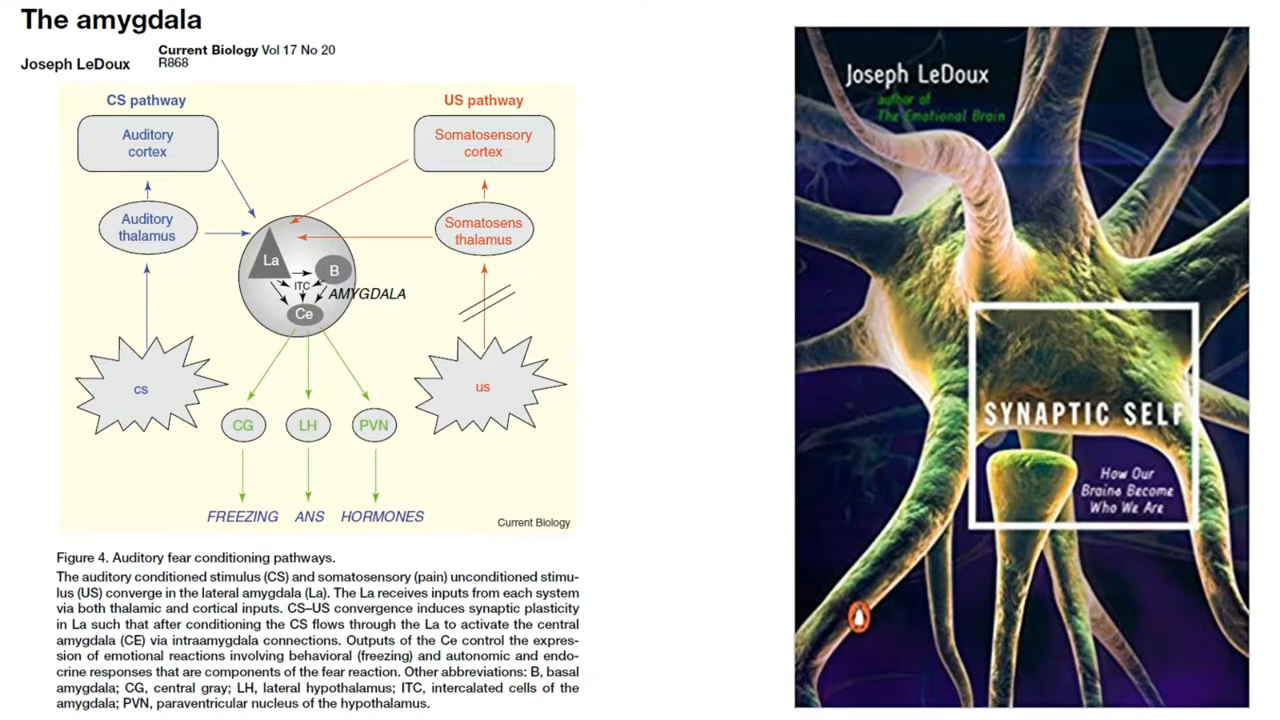 The amygdala
Joseph LeDoux
Current Biology Vol 17 No 20
R868
CS pathway
US pathway
Auditory
cortex
Somatosensory
cortex
Auditory
thalamus
Somatosens
thalamus
La
B
ITC
AMYGDALA
Ce
cs
us
CG
LH
PVN
FREEZING
ANS
HORMONES
Current Biology
Figure 4. Auditory fear conditioning pathways.
The auditory conditioned stimulus (CS) and somatosensory (pain) unconditioned stimu-
lus (US) converge in the lateral amygdala (La). The La receives inputs from each system
via both thalamic and cortical inputs. CS–US convergence induces synaptic plasticity
in La such that after conditioning the CS flows through the La to activate the central
amygdala (CE) via intraamygdala connections. Outputs of the Ce control the expres-
sion of emotional reactions involving behavioral (freezing) and autonomic and endo-
crine responses that are components of the fear reaction. Other abbreviations: B, basal
amygdala; CG, central gray; LH, lateral hypothalamus; ITC, intercalated cells of the
amygdala; PVN, paraventricular nucleus of the hypothalamus.
Joseph LeDoux
author of
The Emotional Brain
SYNAPTIC SELF
How Our
Brains Become
Who We Are